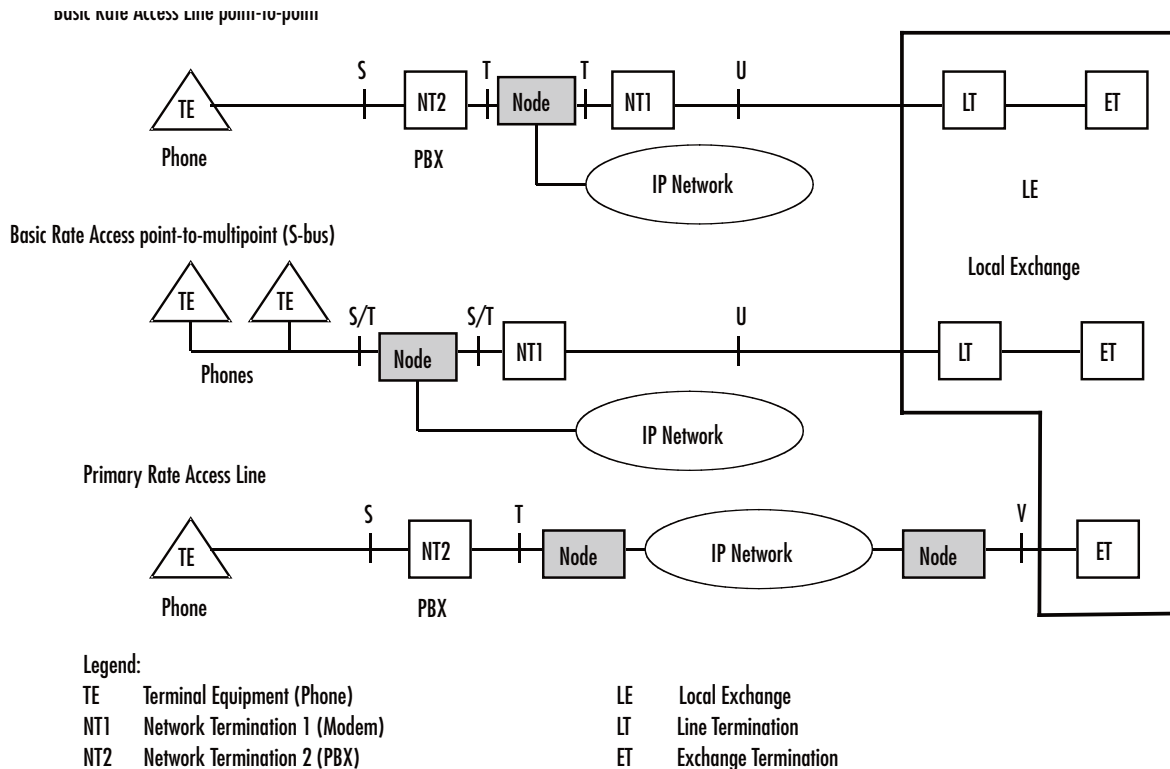 Basic Rate Access Line point-to-point
S T T U
TE NT2 Node NT1 LT ET
Phone PBX
IP Network
LE
Basic Rate Access point-to-multipoint (S-bus)
Local Exchange
TE TE
S/T S/T U
Node NT1 LT ET
Phones
IP Network
Primary Rate Access Line
S T V
TE NT2 Node IP Network Node ET
Phone PBX
Legend:
TE Terminal Equipment (Phone) LE Local Exchange
NT1 Network Termination 1 (Modem) LT Line Termination
NT2 Network Termination 2 (PBX) ET Exchange Termination